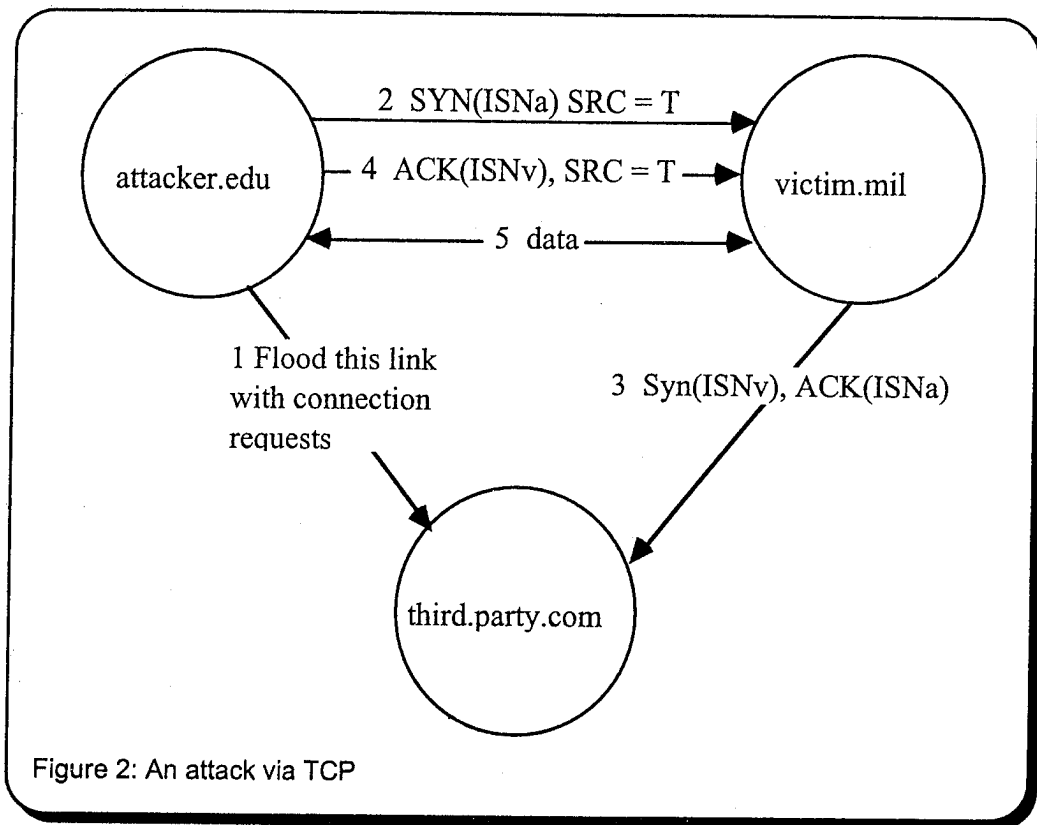 2 SYN(ISNa) SRC = T
attacker.edu
4 ACK(ISNv), SRC = T
victim.mil
5 data
1 Flood this link
with connection
requests
3 Syn(ISNv), ACK(ISNa)
third.party.com
Figure 2: An attack via TCP